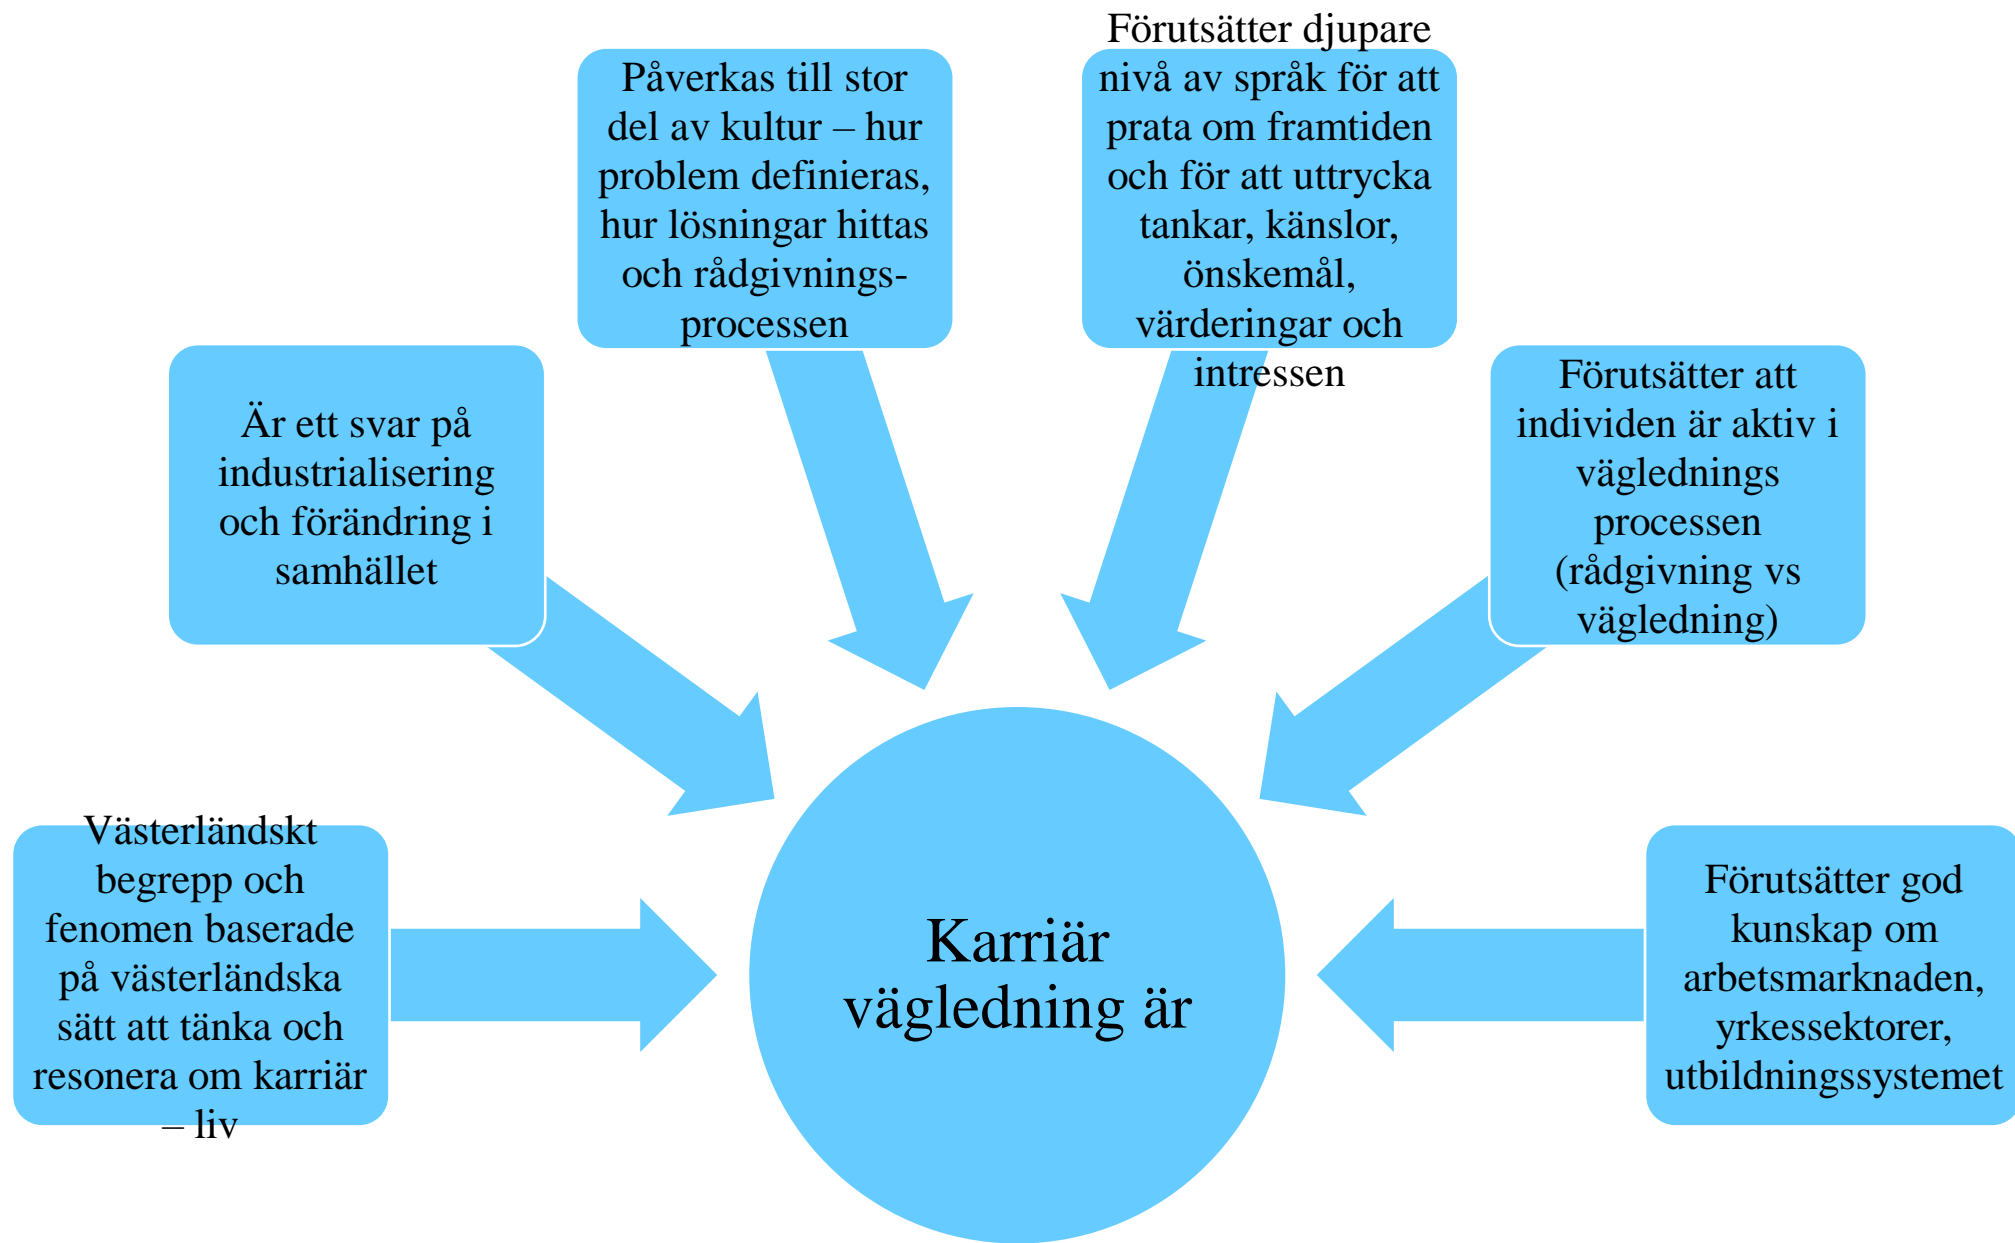 Förutsätter djupare
nivå av språk för att
prata om framtiden
och för att uttrycka
tankar, känslor,
önskemål,
värderingar och
intressen
Påverkas till stor
del av kultur – hur
problem definieras,
hur lösningar hittas
och rådgivnings-
processen
Är ett svar på
industrialisering
och förändring i
samhället
Förutsätter att
individen är aktiv i
väglednings
processen
(rådgivning vs
vägledning)
Västerländskt
begrepp och
fenomen baserade
på västerländska
sätt att tänka och
resonera om karriär
– liv
Karriär
vägledning är
Förutsätter god
kunskap om
arbetsmarknaden,
yrkessektorer,
utbildningssystemet